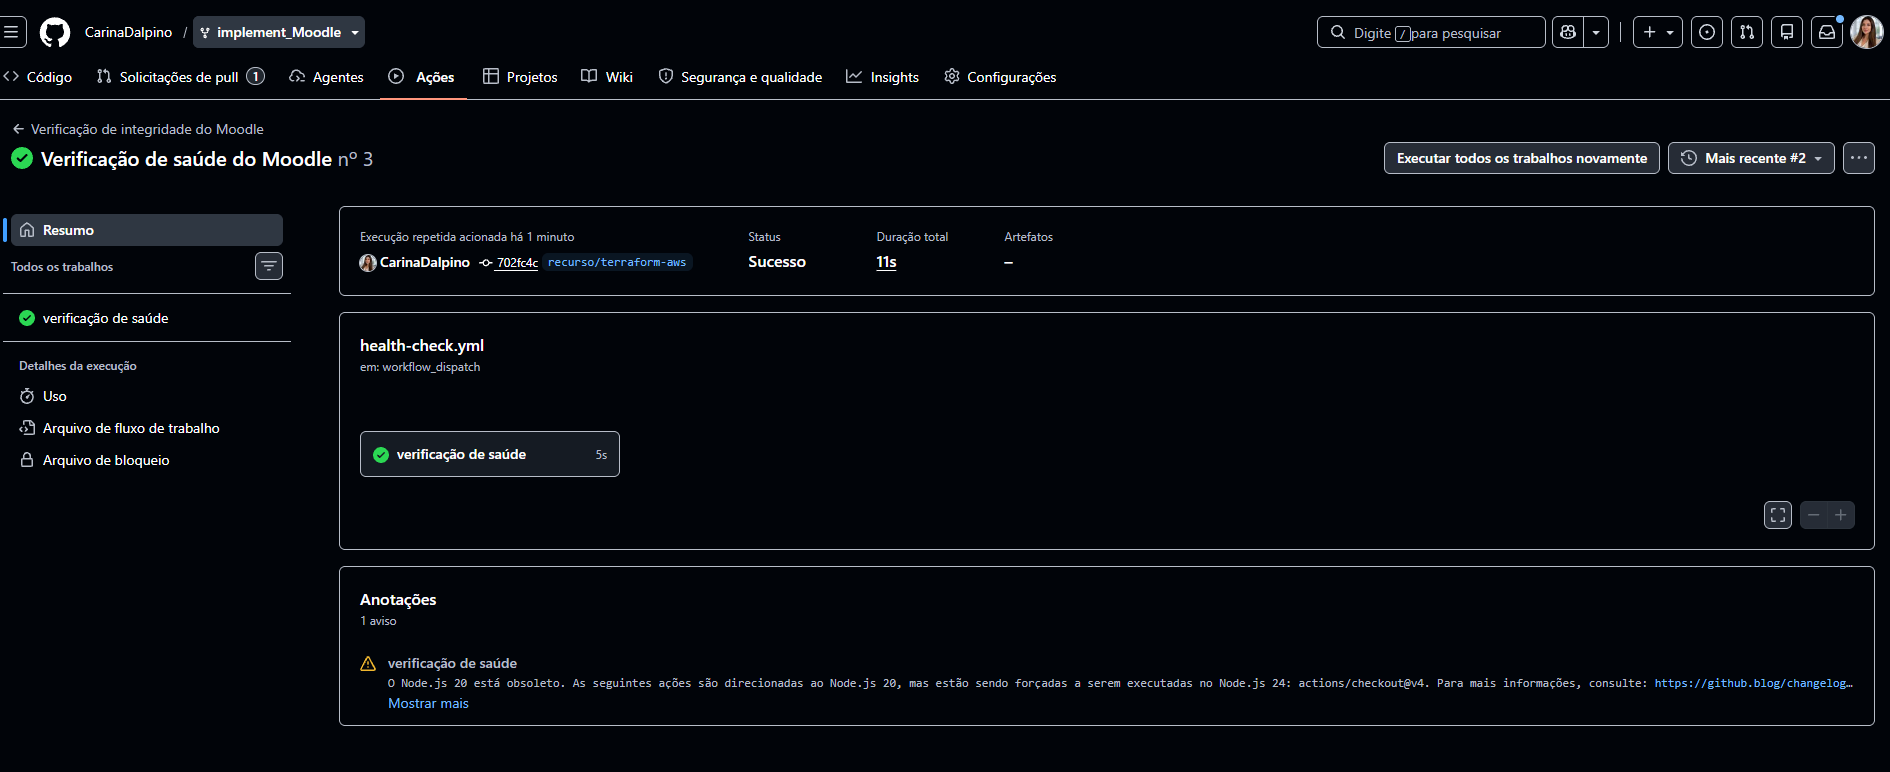 CarinaDalpino / implement_Moodle
Digite / para pesquisar
Código
Solicitações de pull 1
Agentes
Ações
Projetos
Wiki
Segurança e qualidade
Insights
Configurações
Verificação de integridade do Moodle
Verificação de saúde do Moodle nº 3
Executar todos os trabalhos novamente
Mais recente #2
Resumo
Todos os trabalhos
verificação de saúde
Detalhes da execução
Uso
Arquivo de fluxo de trabalho
Arquivo de bloqueio
Execução repetida acionada há 1 minuto
CarinaDalpino 702fc4c recurso/terraform-aws
Status
Sucesso
Duração total
11s
Artefatos
–
health-check.yml
em: workflow_dispatch
verificação de saúde 5s
Anotações
1 aviso
verificação de saúde
O Node.js 20 está obsoleto. As seguintes ações são direcionadas ao Node.js 20, mas estão sendo forçadas a serem executadas no Node.js 24: actions/checkout@v4. Para mais informações, consulte: https://github.blog/changelog…
Mostrar mais